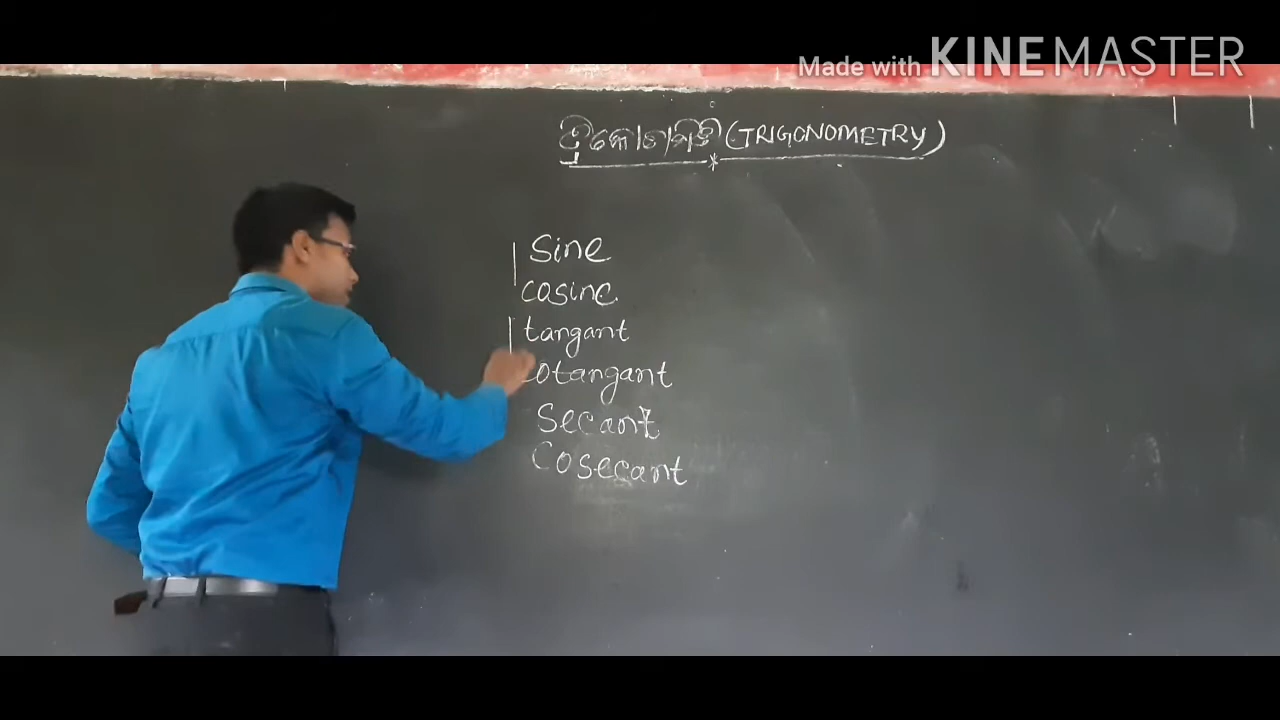 Made with KINEMASTER
ତ୍ରିକୋଣମିତି (TRIGONOMETRY)
Sine
cosine
tangant
cotangant
Secant
Cosecant